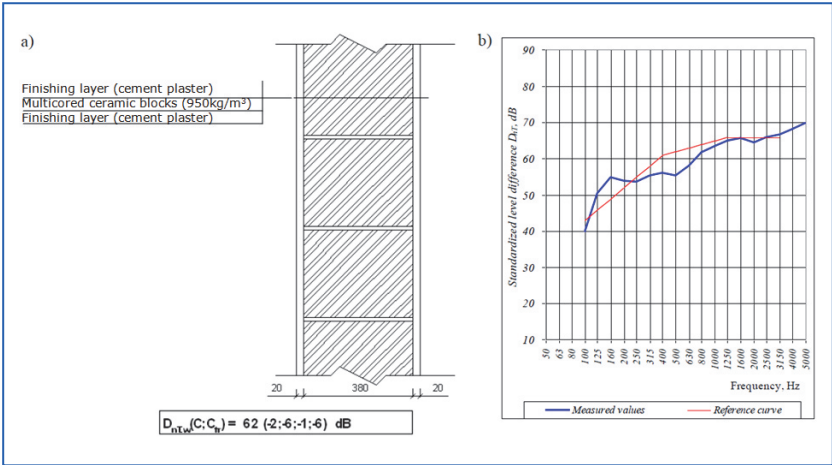 a)
Finishing layer (cement plaster)
Multicored ceramic blocks (950kg/m³)
Finishing layer (cement plaster)
20 380 20
DnT,w(C;Ctr) = 62 (-2;-6;-1;-6) dB
b)
Standardized level difference DnT, dB
90
80
70
60
50
40
30
20
10
50 63 80 100 125 160 200 250 315 400 500 630 800 1000 1250 1600 2000 2500 3150 4000 5000
Frequency, Hz
Measured values Reference curve